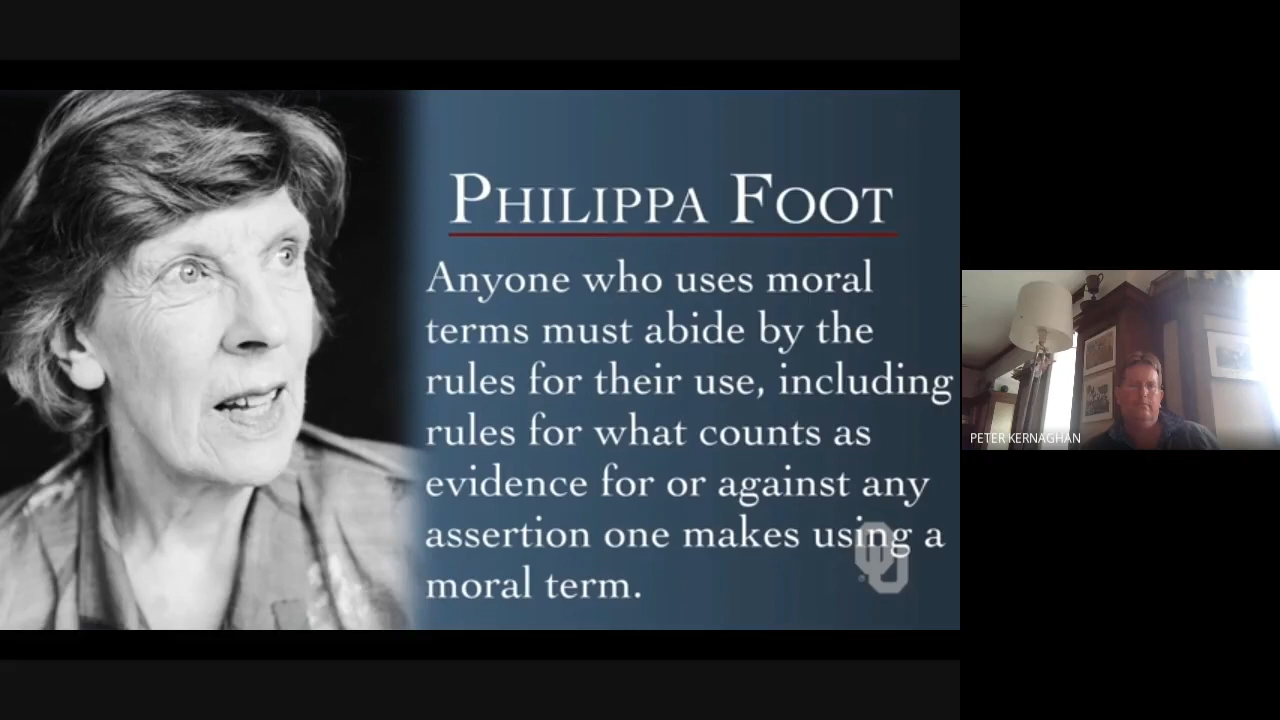 PHILIPPA FOOT
Anyone who uses moral
terms must abide by the
rules for their use, including
rules for what counts as
evidence for or against any
assertion one makes using a
moral term.
PETER KERNAGHAN